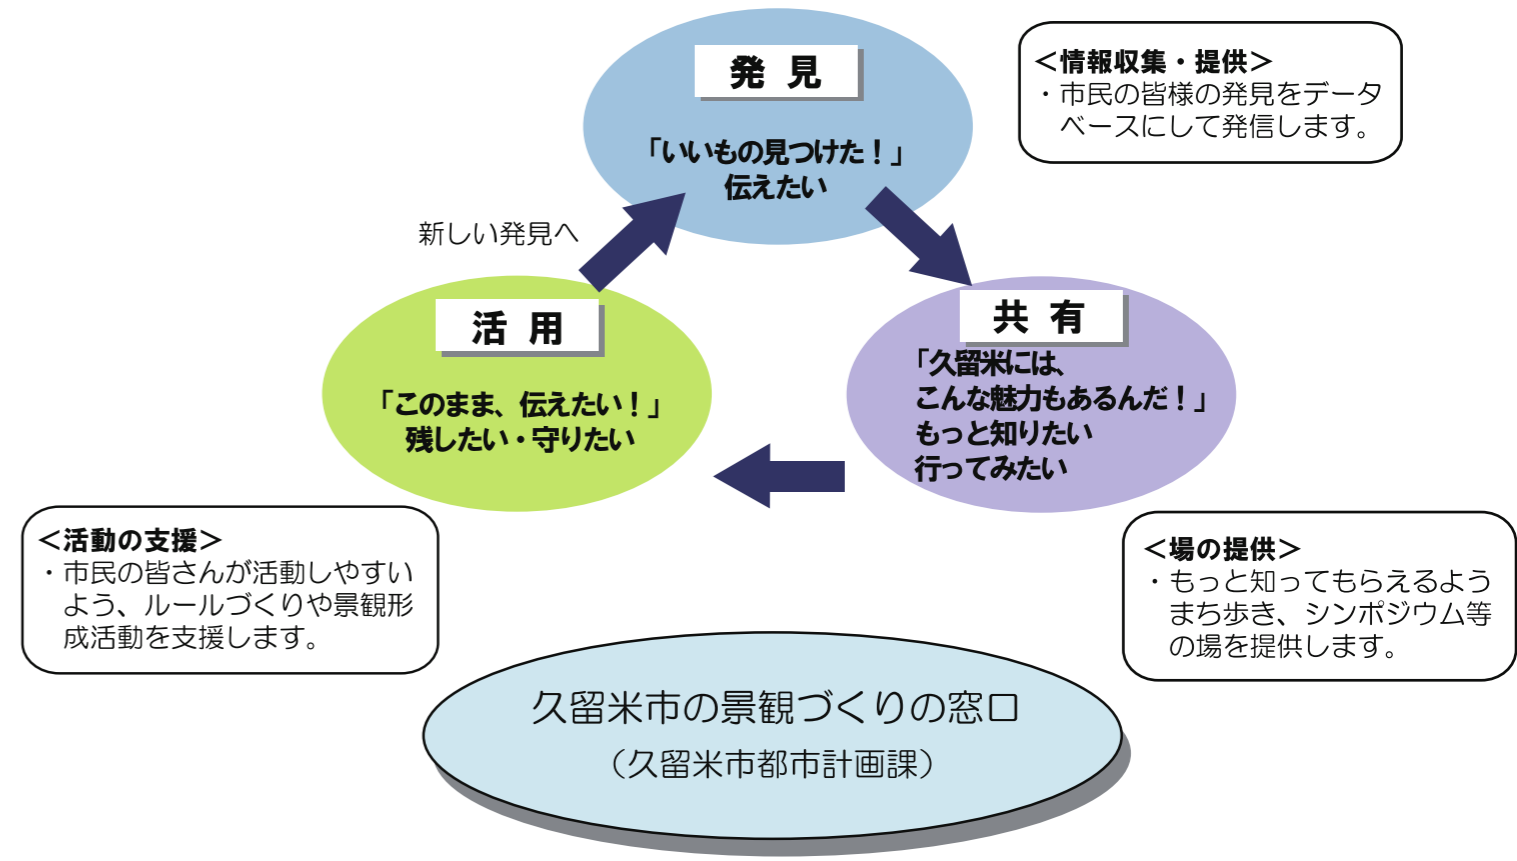 発 見
「いいもの見つけた！」
伝えたい
＜情報収集・提供＞
・市民の皆様の発見をデータ
ベースにして発信します。
新しい発見へ
活 用
「このまま、伝えたい！」
残したい・守りたい
共 有
「久留米には、
こんな魅力もあるんだ！」
もっと知りたい
行ってみたい
＜活動の支援＞
・市民の皆さんが活動しやすい
よう、ルールづくりや景観形
成活動を支援します。
＜場の提供＞
・もっと知ってもらえるよう
まち歩き、シンポジウム等
の場を提供します。
久留米市の景観づくりの窓口
（久留米市都市計画課）